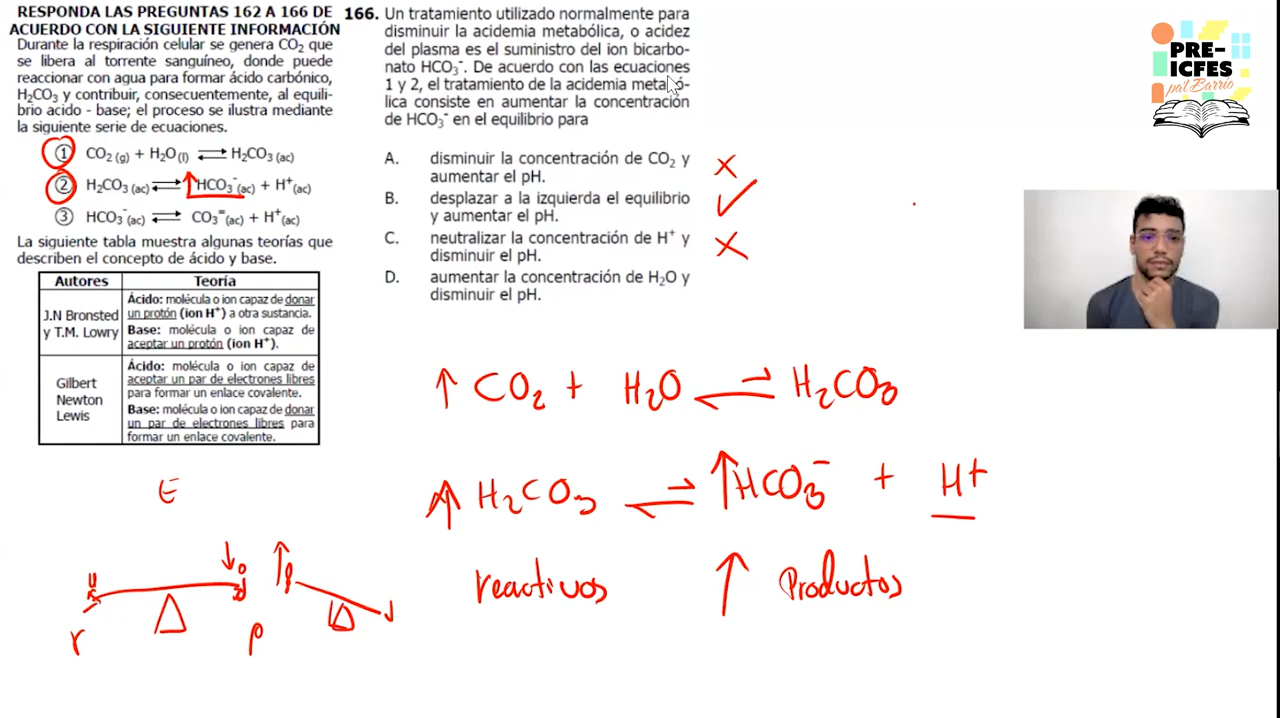 RESPONDA LAS PREGUNTAS 162 A 166 DE
ACUERDO CON LA SIGUIENTE INFORMACIÓN
Durante la respiración celular se genera CO₂ que
se libera al torrente sanguíneo, donde puede
reaccionar con agua para formar ácido carbónico,
H₂CO₃ y contribuir, consecuentemente, al equili-
brio acido - base; el proceso se ilustra mediante
la siguiente serie de ecuaciones.
① CO₂ (g) + H₂O (l) ⇌ H₂CO₃ (ac)
② H₂CO₃ (ac) ⇌ ↑ HCO₃⁻ (ac) + H⁺ (ac)
③ HCO₃⁻ (ac) ⇌ CO₃⁼ (ac) + H⁺ (ac)
La siguiente tabla muestra algunas teorías que
describen el concepto de ácido y base.
Autores Teoría
J.N Bronsted
y T.M. Lowry
Ácido: molécula o ion capaz de donar
un protón (ion H⁺) a otra sustancia.
Base: molécula o ion capaz de
aceptar un protón (ion H⁺).
Gilbert
Newton
Lewis
Ácido: molécula o ion capaz de
aceptar un par de electrones libres
para formar un enlace covalente.
Base: molécula o ion capaz de donar
un par de electrones libres para
formar un enlace covalente.
166. Un tratamiento utilizado normalmente para
disminuir la acidemia metabólica, o acidez
del plasma es el suministro del ion bicarbo-
nato HCO₃⁻. De acuerdo con las ecuaciones
1 y 2, el tratamiento de la acidemia metabó-
lica consiste en aumentar la concentración
de HCO₃⁻ en el equilibrio para
A. disminuir la concentración de CO₂ y
aumentar el pH.
B. desplazar a la izquierda el equilibrio
y aumentar el pH.
C. neutralizar la concentración de H⁺ y
disminuir el pH.
D. aumentar la concentración de H₂O y
disminuir el pH.
↑ CO₂ + H₂O ⇌ H₂CO₃
↑ H₂CO₃ ⇌ ↑ HCO₃⁻ + H⁺
reactivos ↑ Productos
E
r p
PRE-
ICFES
pa'l Barrio